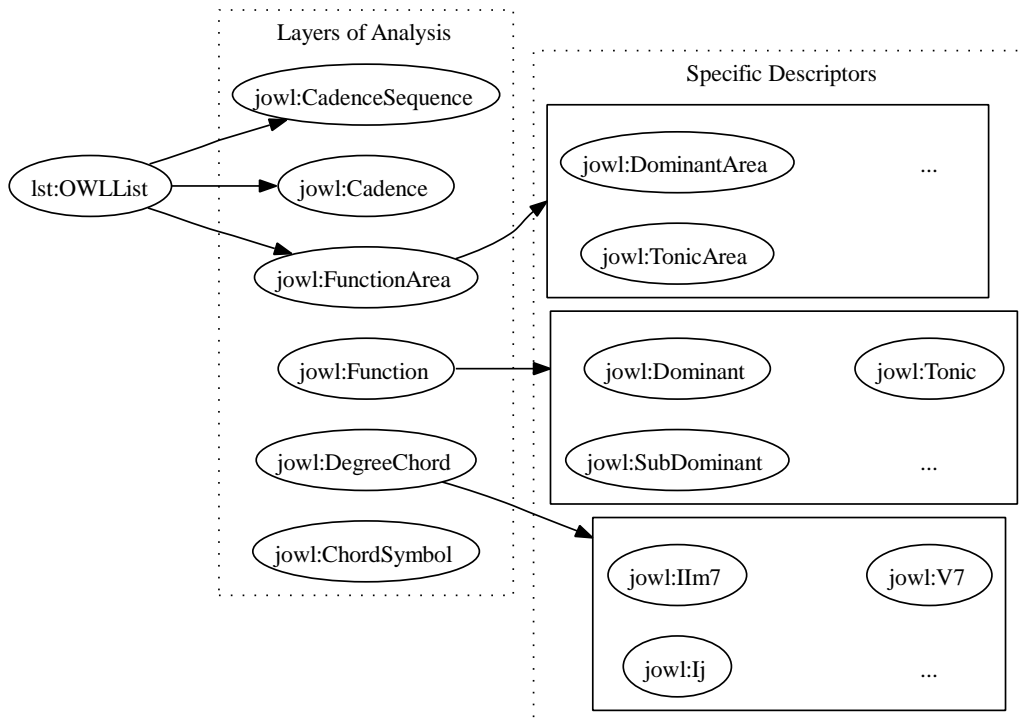 Layers of Analysis
Specific Descriptors
jowl:CadenceSequence
lst:OWLList
jowl:Cadence
jowl:FunctionArea
jowl:Function
jowl:DegreeChord
jowl:ChordSymbol
jowl:DominantArea
...
jowl:TonicArea
jowl:Dominant
jowl:Tonic
jowl:SubDominant
...
jowl:IIm7
jowl:V7
jowl:Ij
...